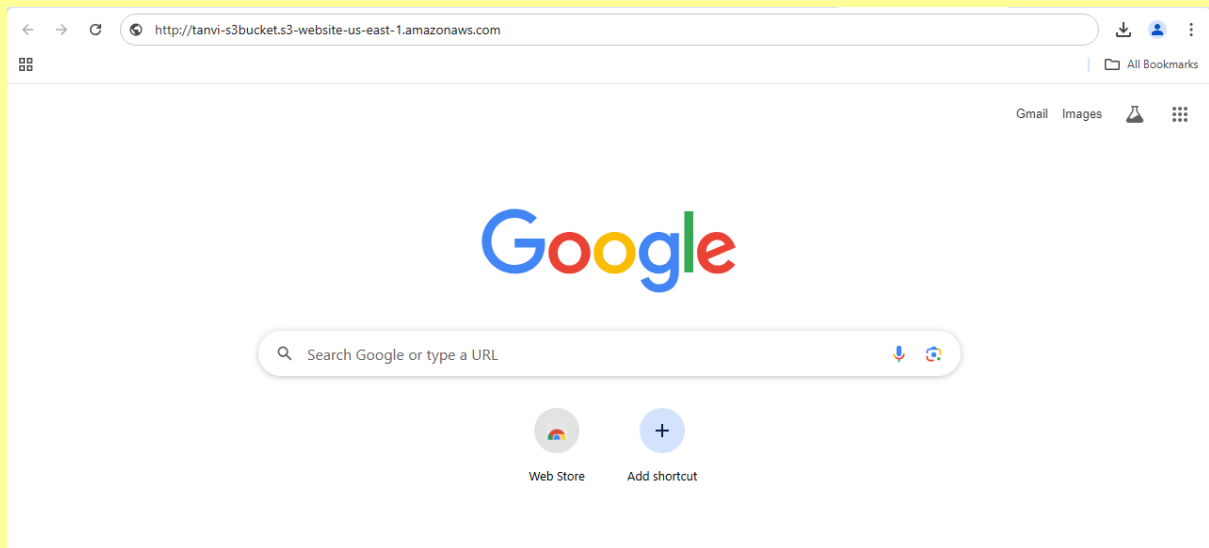 http://tanvi-s3bucket.s3-website-us-east-1.amazonaws.com
All Bookmarks
Gmail Images
Google
Search Google or type a URL
Web Store Add shortcut